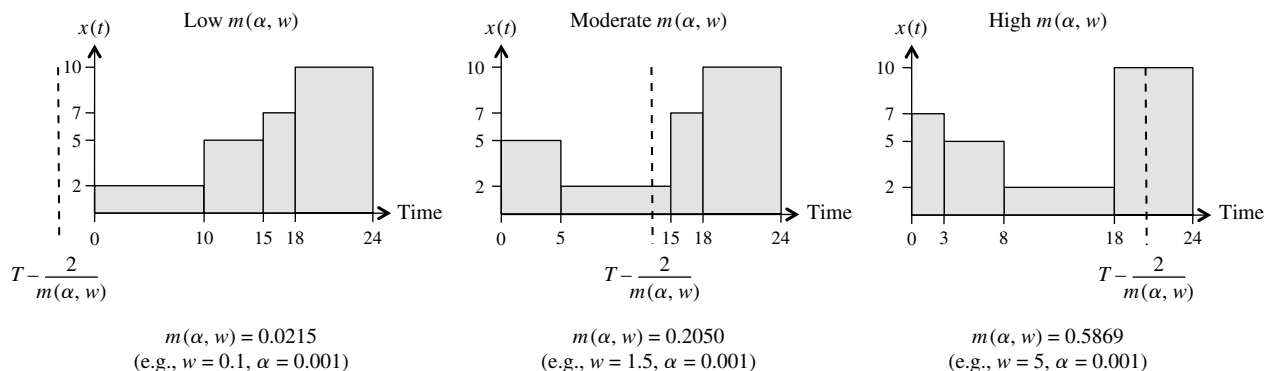 Low m(α, w)
x(t)
10
7
5
2
Time
0 10 15 18 24
T – 2 / m(α, w)
m(α, w) = 0.0215
(e.g., w = 0.1, α = 0.001)
Moderate m(α, w)
x(t)
10
7
5
2
Time
0 5 15 18 24
T – 2 / m(α, w)
m(α, w) = 0.2050
(e.g., w = 1.5, α = 0.001)
High m(α, w)
x(t)
10
7
5
2
Time
0 3 8 18 24
T – 2 / m(α, w)
m(α, w) = 0.5869
(e.g., w = 5, α = 0.001)